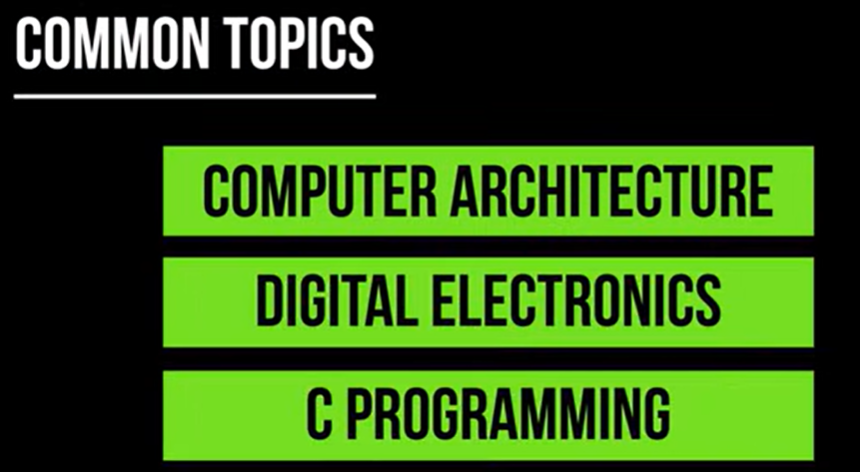 COMMON TOPICS
COMPUTER ARCHITECTURE
DIGITAL ELECTRONICS
C PROGRAMMING